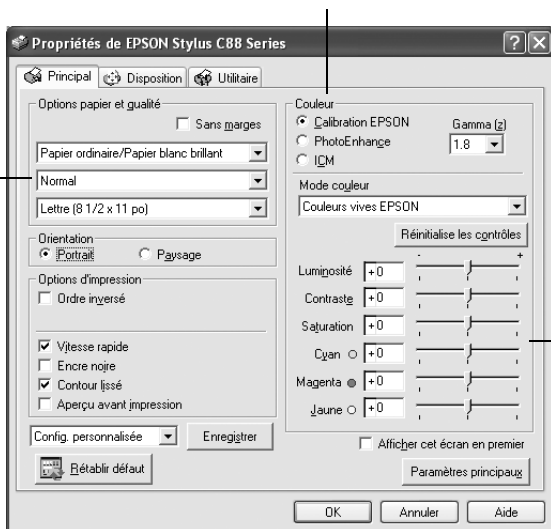 Propriétés de EPSON Stylus C88 Series
Principal
Disposition
Utilitaire
Options papier et qualité
Sans marges
Papier ordinaire/Papier blanc brillant
Normal
Lettre (8 1/2 x 11 po)
Orientation
Portrait
Paysage
Options d'impression
Ordre inversé
Vitesse rapide
Encre noire
Contour lissé
Aperçu avant impression
Config. personnalisée
Enregistrer
Rétablir défaut
Couleur
Calibration EPSON
PhotoEnhance
ICM
Gamma (z)
1.8
Mode couleur
Couleurs vives EPSON
Réinitialise les contrôles
- +
Luminosité +0
Contraste +0
Saturation +0
Cyan +0
Magenta +0
Jaune +0
Afficher cet écran en premier
Paramètres principaux
OK
Annuler
Aide